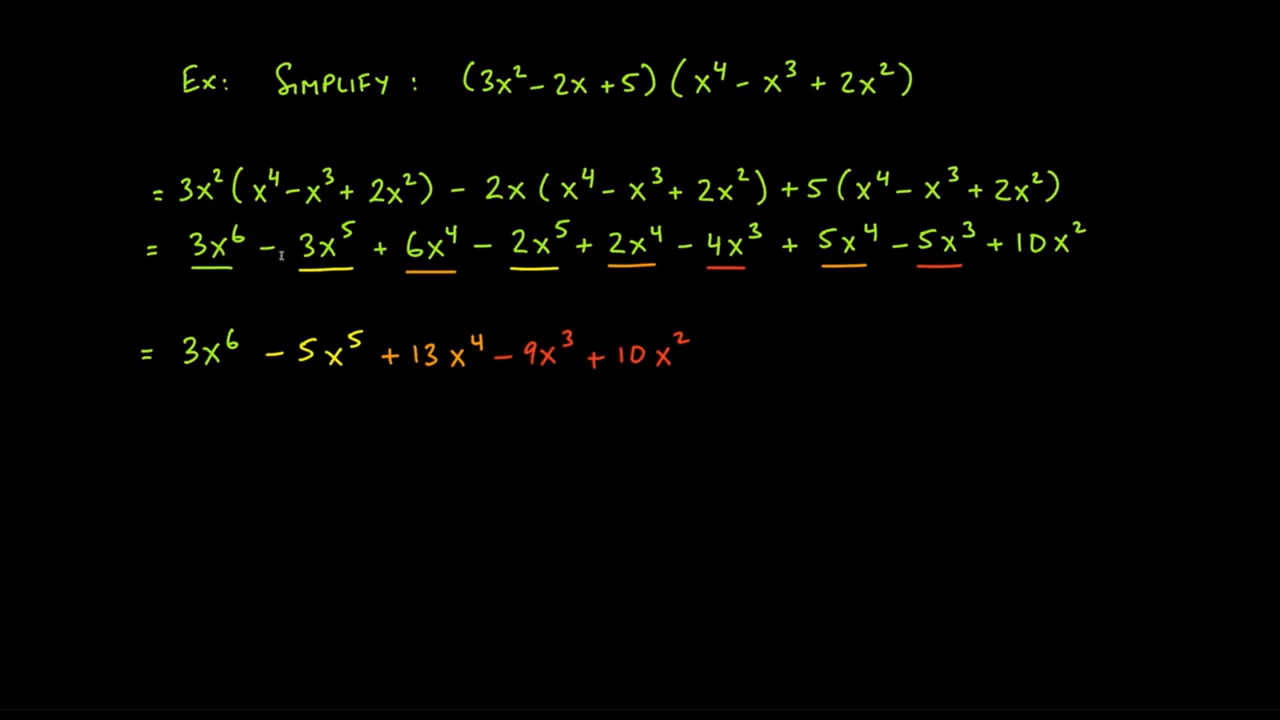 Ex: SIMPLIFY: (3x² - 2x + 5)(x⁴ - x³ + 2x²)
= 3x²(x⁴ - x³ + 2x²) - 2x(x⁴ - x³ + 2x²) + 5(x⁴ - x³ + 2x²)
= 3x⁶ - 3x⁵ + 6x⁴ - 2x⁵ + 2x⁴ - 4x³ + 5x⁴ - 5x³ + 10x²
= 3x⁶ - 5x⁵ + 13x⁴ - 9x³ + 10x²